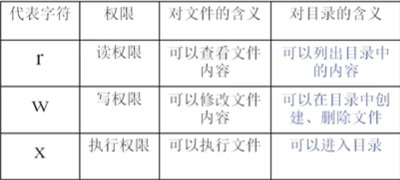 代表字符 权限 对文件的含义 对目录的含义
r 读权限 可以查看文件内容 可以列出目录中的内容
w 写权限 可以修改文件内容 可以在目录中创建、删除文件
x 执行权限 可以执行文件 可以进入目录